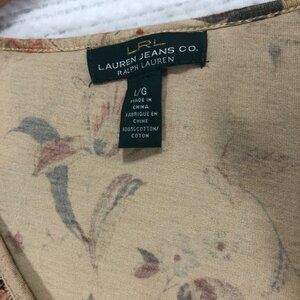 LRL
LAUREN JEANS CO.
RALPH LAUREN
L/G
MADE IN
CHINA
FABRIQUE EN
CHINE
100% COTTON/
COTON